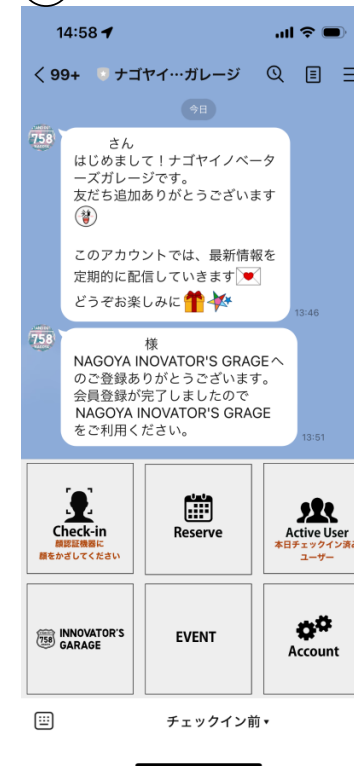 14:58
99+ ナゴヤイ…ガレージ
今日
さん
はじめまして！ナゴヤイノベータ
ーズガレージです。
友だち追加ありがとうございます
このアカウントでは、最新情報を
定期的に配信していきます
どうぞお楽しみに
13:46
様
NAGOYA INOVATOR'S GRAGEへ
のご登録ありがとうございます。
会員登録が完了しましたので
NAGOYA INOVATOR'S GRAGE
をご利用ください。
13:51
Check-in
顔認証機器に
顔をかざしてください
Reserve
Active User
本日チェックイン済み
ユーザー
758 INNOVATOR'S
GARAGE
EVENT
Account
チェックイン前▾